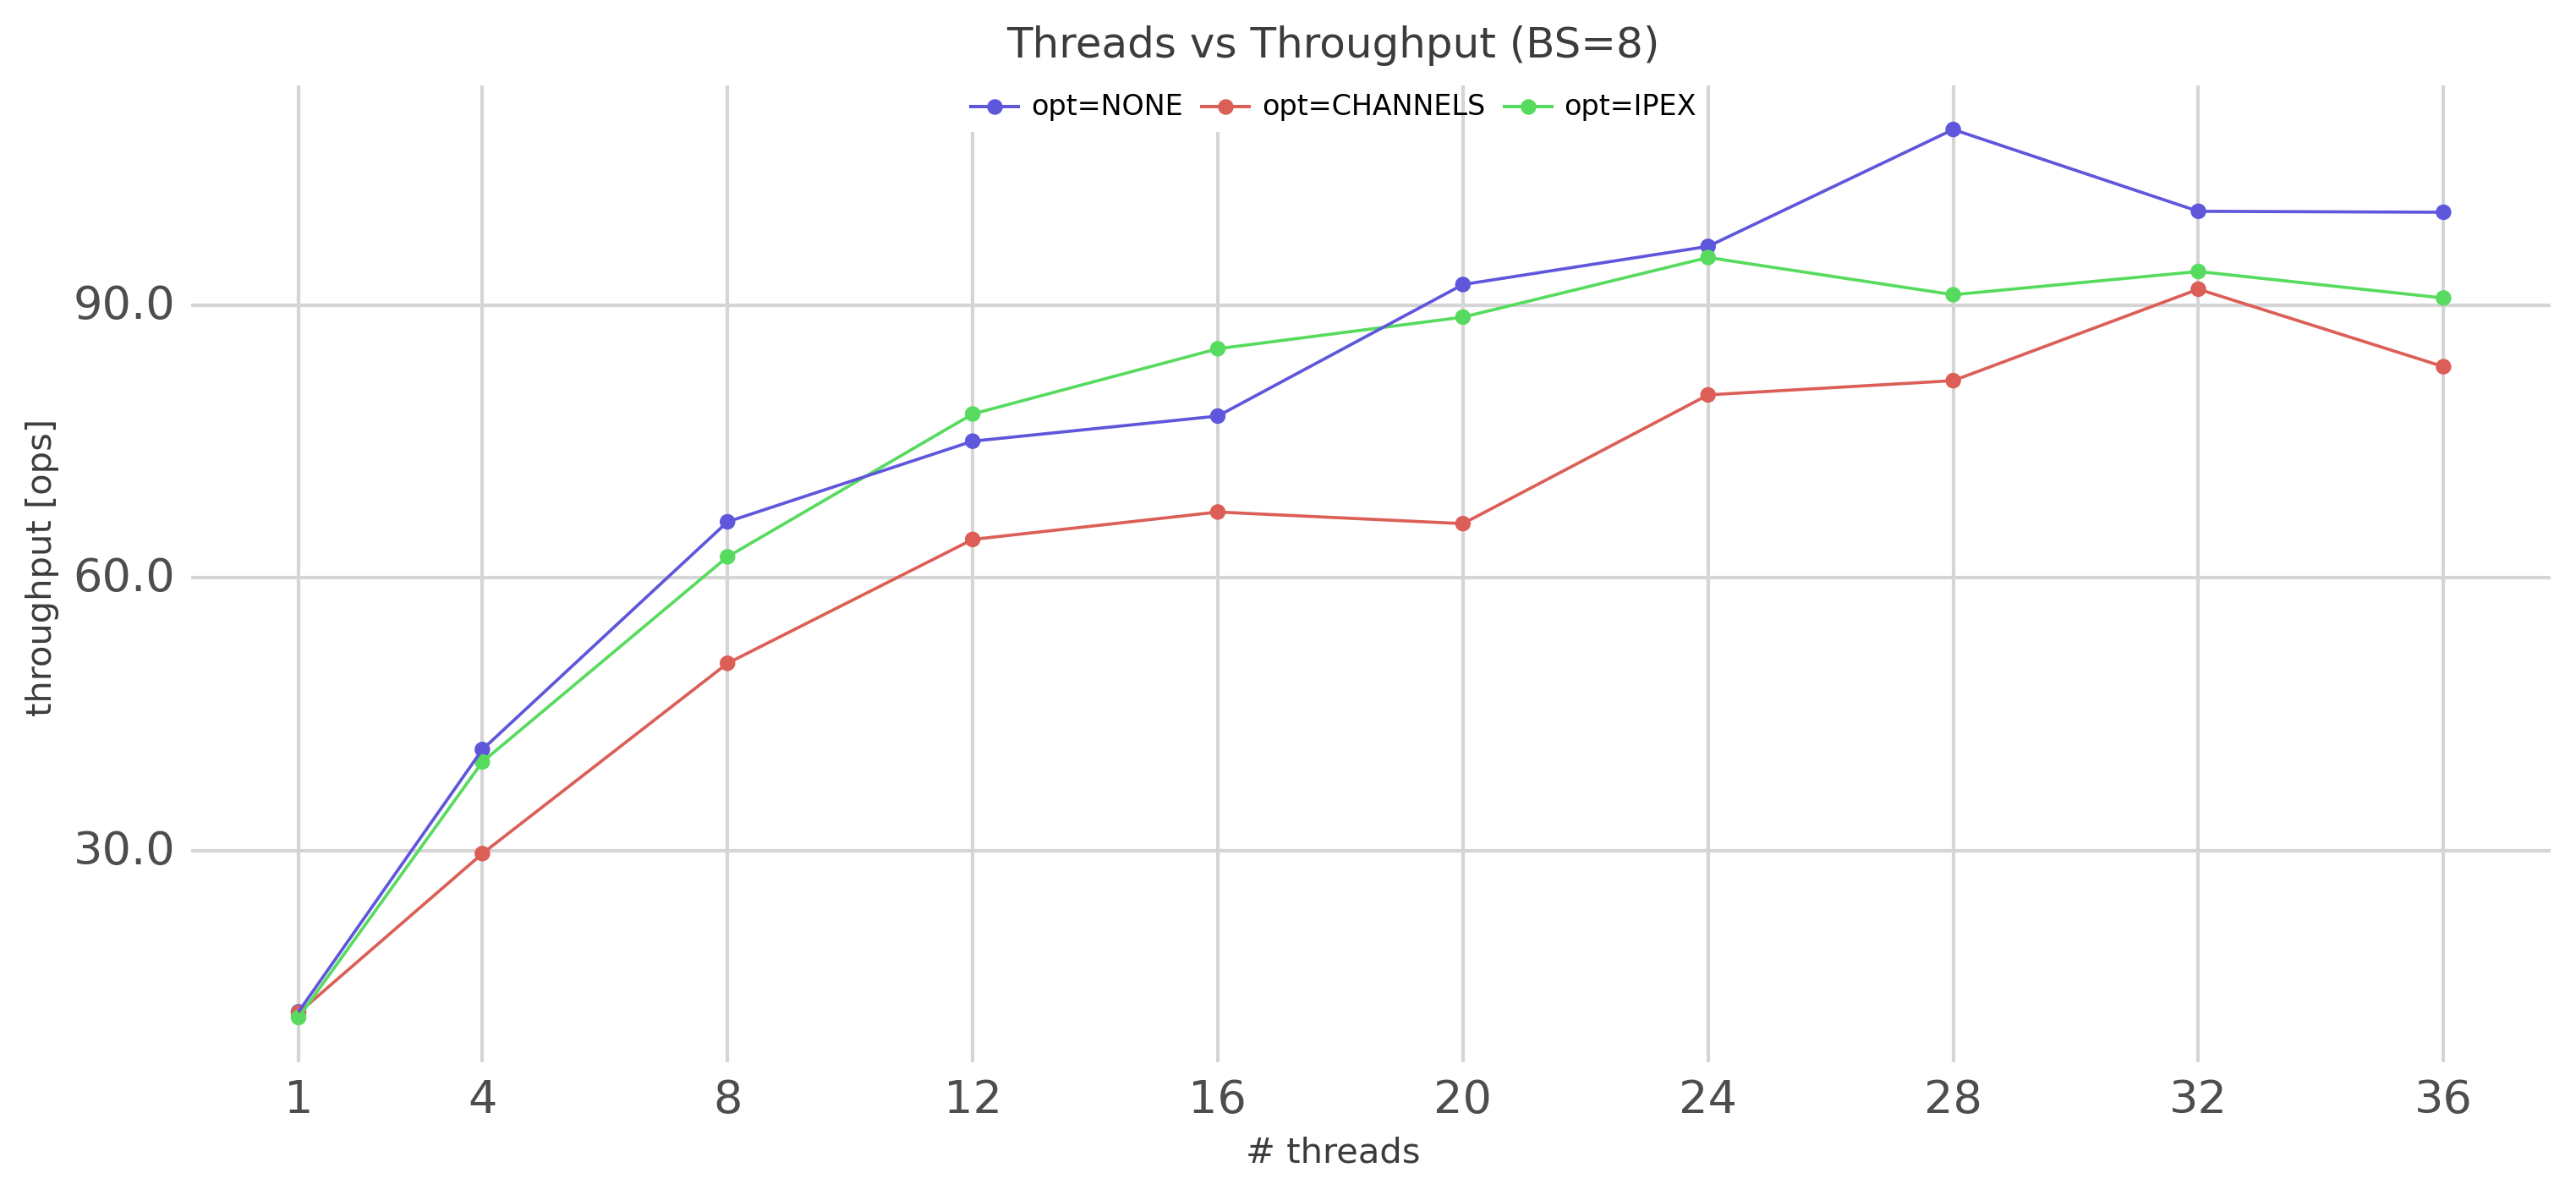 Threads vs Throughput (BS=8)
opt=NONE opt=CHANNELS opt=IPEX
throughput [ops]
90.0
60.0
30.0
1 4 8 12 16 20 24 28 32 36
# threads